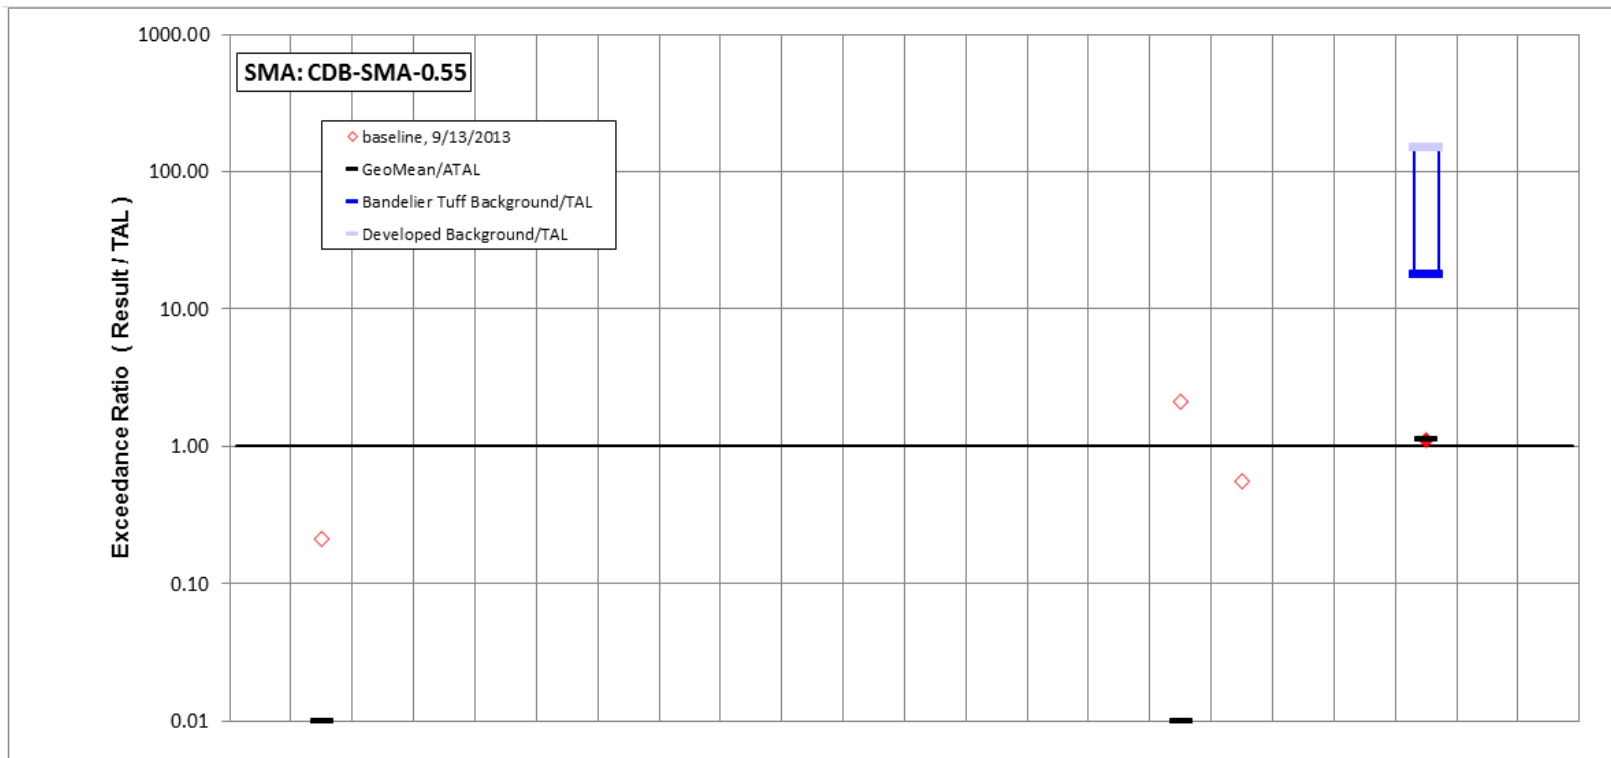 1000.00
SMA: CDB-SMA-0.55
baseline, 9/13/2013
GeoMean/ATAL
Bandelier Tuff Background/TAL
Developed Background/TAL
100.00
10.00
1.00
0.10
0.01
Exceedance Ratio ( Result / TAL )